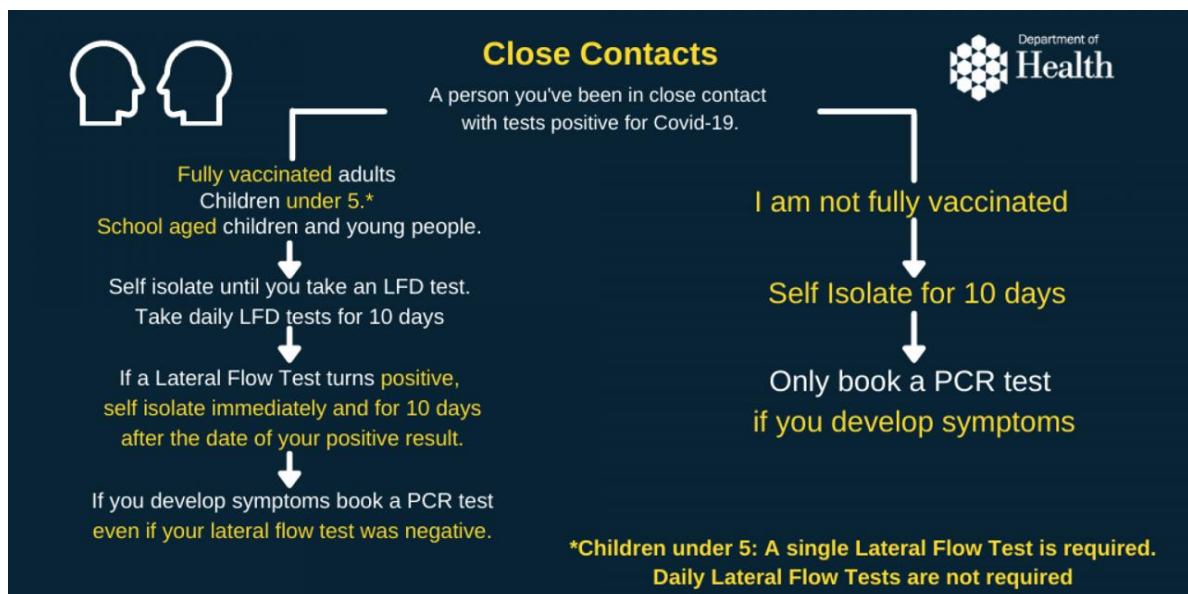 Close Contacts
A person you've been in close contact
with tests positive for Covid-19.
Department of
Health
Fully vaccinated adults
Children under 5.*
School aged children and young people.
Self isolate until you take an LFD test.
Take daily LFD tests for 10 days
If a Lateral Flow Test turns positive,
self isolate immediately and for 10 days
after the date of your positive result.
If you develop symptoms book a PCR test
even if your lateral flow test was negative.
I am not fully vaccinated
Self Isolate for 10 days
Only book a PCR test
if you develop symptoms
*Children under 5: A single Lateral Flow Test is required.
Daily Lateral Flow Tests are not required